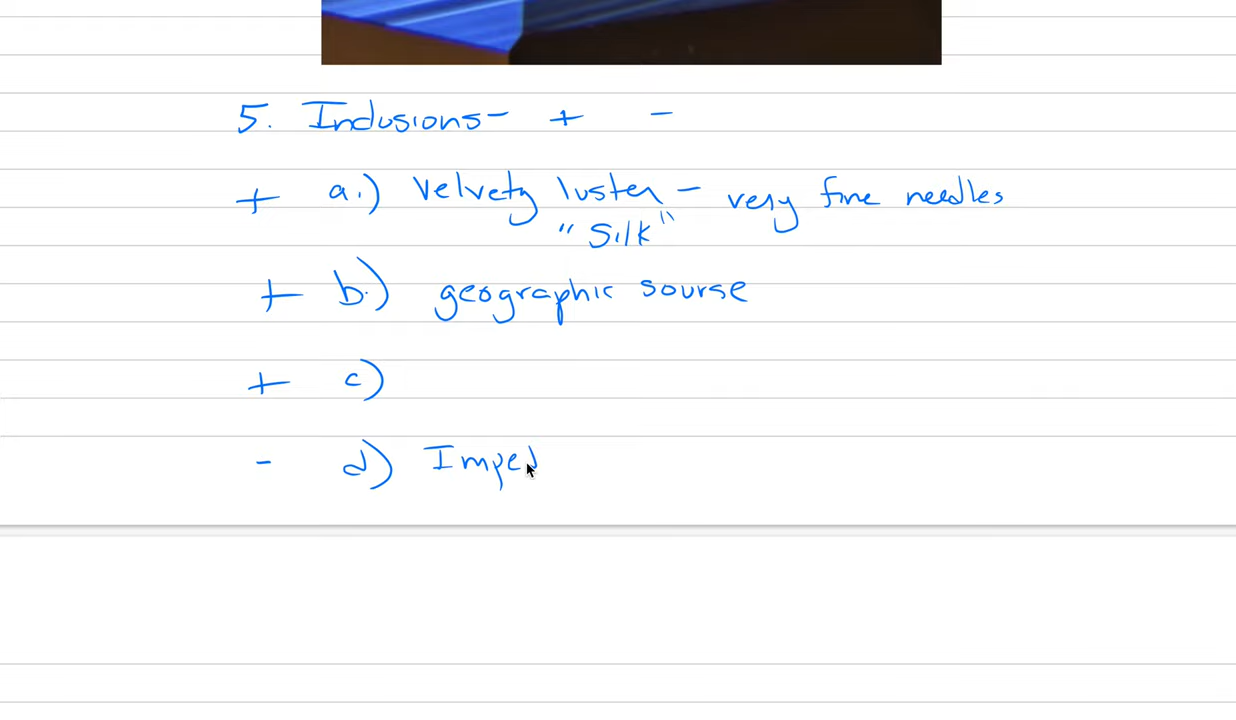 5. Inclusions- + -
+ a.) Velvety luster - very fine needles
"Silk"
+ b.) geographic sourse
+ c)
- d) Imped